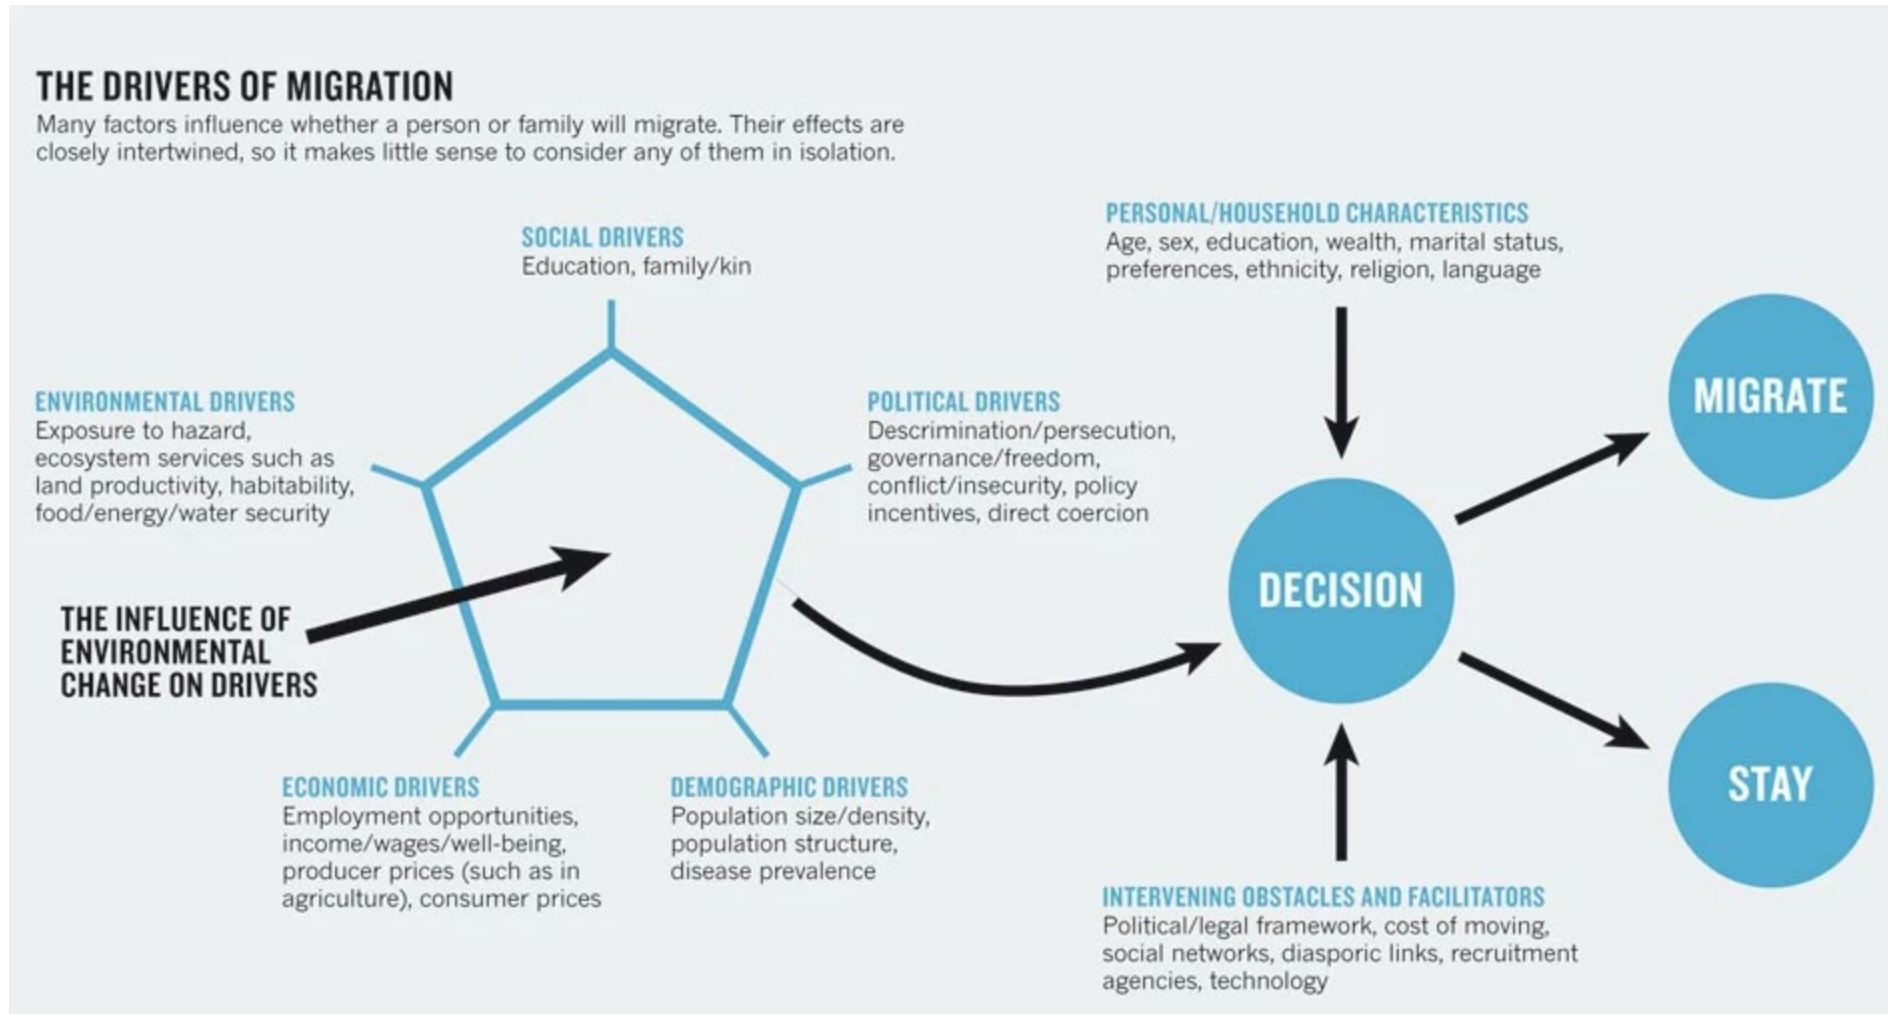 THE DRIVERS OF MIGRATION
Many factors influence whether a person or family will migrate. Their effects are
closely intertwined, so it makes little sense to consider any of them in isolation.
SOCIAL DRIVERS
Education, family/kin
ENVIRONMENTAL DRIVERS
Exposure to hazard,
ecosystem services such as
land productivity, habitability,
food/energy/water security
POLITICAL DRIVERS
Descrimination/persecution,
governance/freedom,
conflict/insecurity, policy
incentives, direct coercion
THE INFLUENCE OF
ENVIRONMENTAL
CHANGE ON DRIVERS
ECONOMIC DRIVERS
Employment opportunities,
income/wages/well-being,
producer prices (such as in
agriculture), consumer prices
DEMOGRAPHIC DRIVERS
Population size/density,
population structure,
disease prevalence
PERSONAL/HOUSEHOLD CHARACTERISTICS
Age, sex, education, wealth, marital status,
preferences, ethnicity, religion, language
DECISION
INTERVENING OBSTACLES AND FACILITATORS
Political/legal framework, cost of moving,
social networks, diasporic links, recruitment
agencies, technology
MIGRATE
STAY